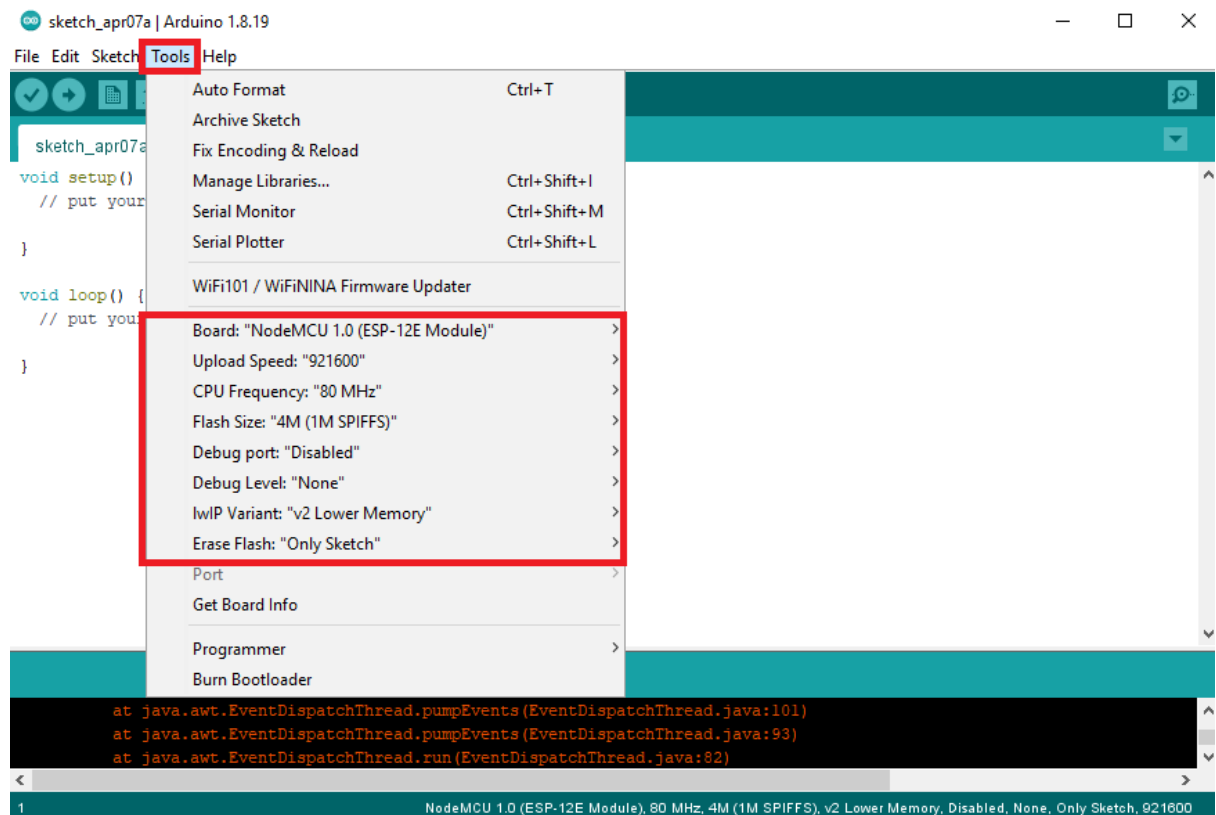 sketch_apr07a | Arduino 1.8.19
File Edit Sketch Tools Help
sketch_apr07a
void setup()
// put your
}
void loop() {
// put you
}
Auto Format Ctrl+T
Archive Sketch
Fix Encoding & Reload
Manage Libraries... Ctrl+Shift+I
Serial Monitor Ctrl+Shift+M
Serial Plotter Ctrl+Shift+L
WiFi101 / WiFiNINA Firmware Updater
Board: "NodeMCU 1.0 (ESP-12E Module)"
Upload Speed: "921600"
CPU Frequency: "80 MHz"
Flash Size: "4M (1M SPIFFS)"
Debug port: "Disabled"
Debug Level: "None"
lwIP Variant: "v2 Lower Memory"
Erase Flash: "Only Sketch"
Port
Get Board Info
Programmer
Burn Bootloader
at java.awt.EventDispatchThread.pumpEvents(EventDispatchThread.java:101)
at java.awt.EventDispatchThread.pumpEvents(EventDispatchThread.java:93)
at java.awt.EventDispatchThread.run(EventDispatchThread.java:82)
1 NodeMCU 1.0 (ESP-12E Module), 80 MHz, 4M (1M SPIFFS), v2 Lower Memory, Disabled, None, Only Sketch, 921600